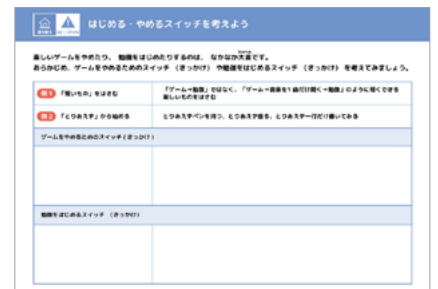 はじめる・やめるスイッチを考えよう
楽しいゲームをやめたり、勉強をはじめたりするのは、なかなか大変です。
あらかじめ、ゲームをやめるためのスイッチ（きっかけ）や勉強をはじめるスイッチ（きっかけ）を考えてみましょう。
例1 「軽いもの」をはさむ
「ゲーム→勉強」ではなく、「ゲーム→音楽を1曲だけ聞く→勉強」のように軽くできる
楽しいものをはさむ
例2 「とりあえず」から始める
とりあえずペンを持つ、とりあえず座る、とりあえず一行だけ書いてみる
ゲームをやめるためのスイッチ（きっかけ）
勉強をはじめるスイッチ （きっかけ）